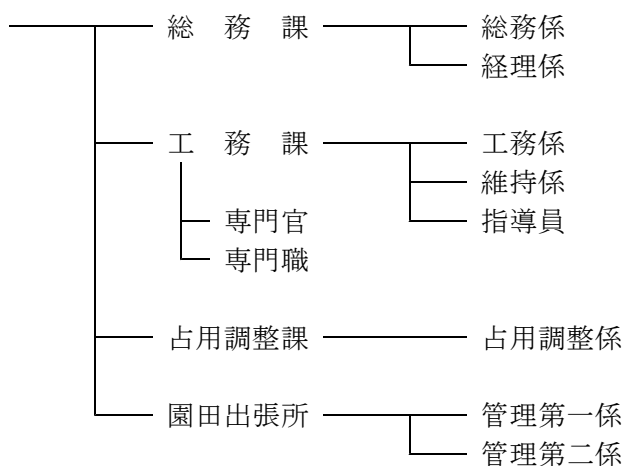 総　務　課 総務係
経理係
工　務　課 工務係
維持係
専門官 指導員
専門職
占用調整課 占用調整係
園田出張所 管理第一係
管理第二係